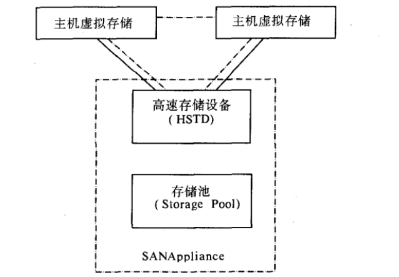 主机虚拟存储
主机虚拟存储
高速存储设备
(HSTD)
存储池
(Storage Pool)
SANAppliance